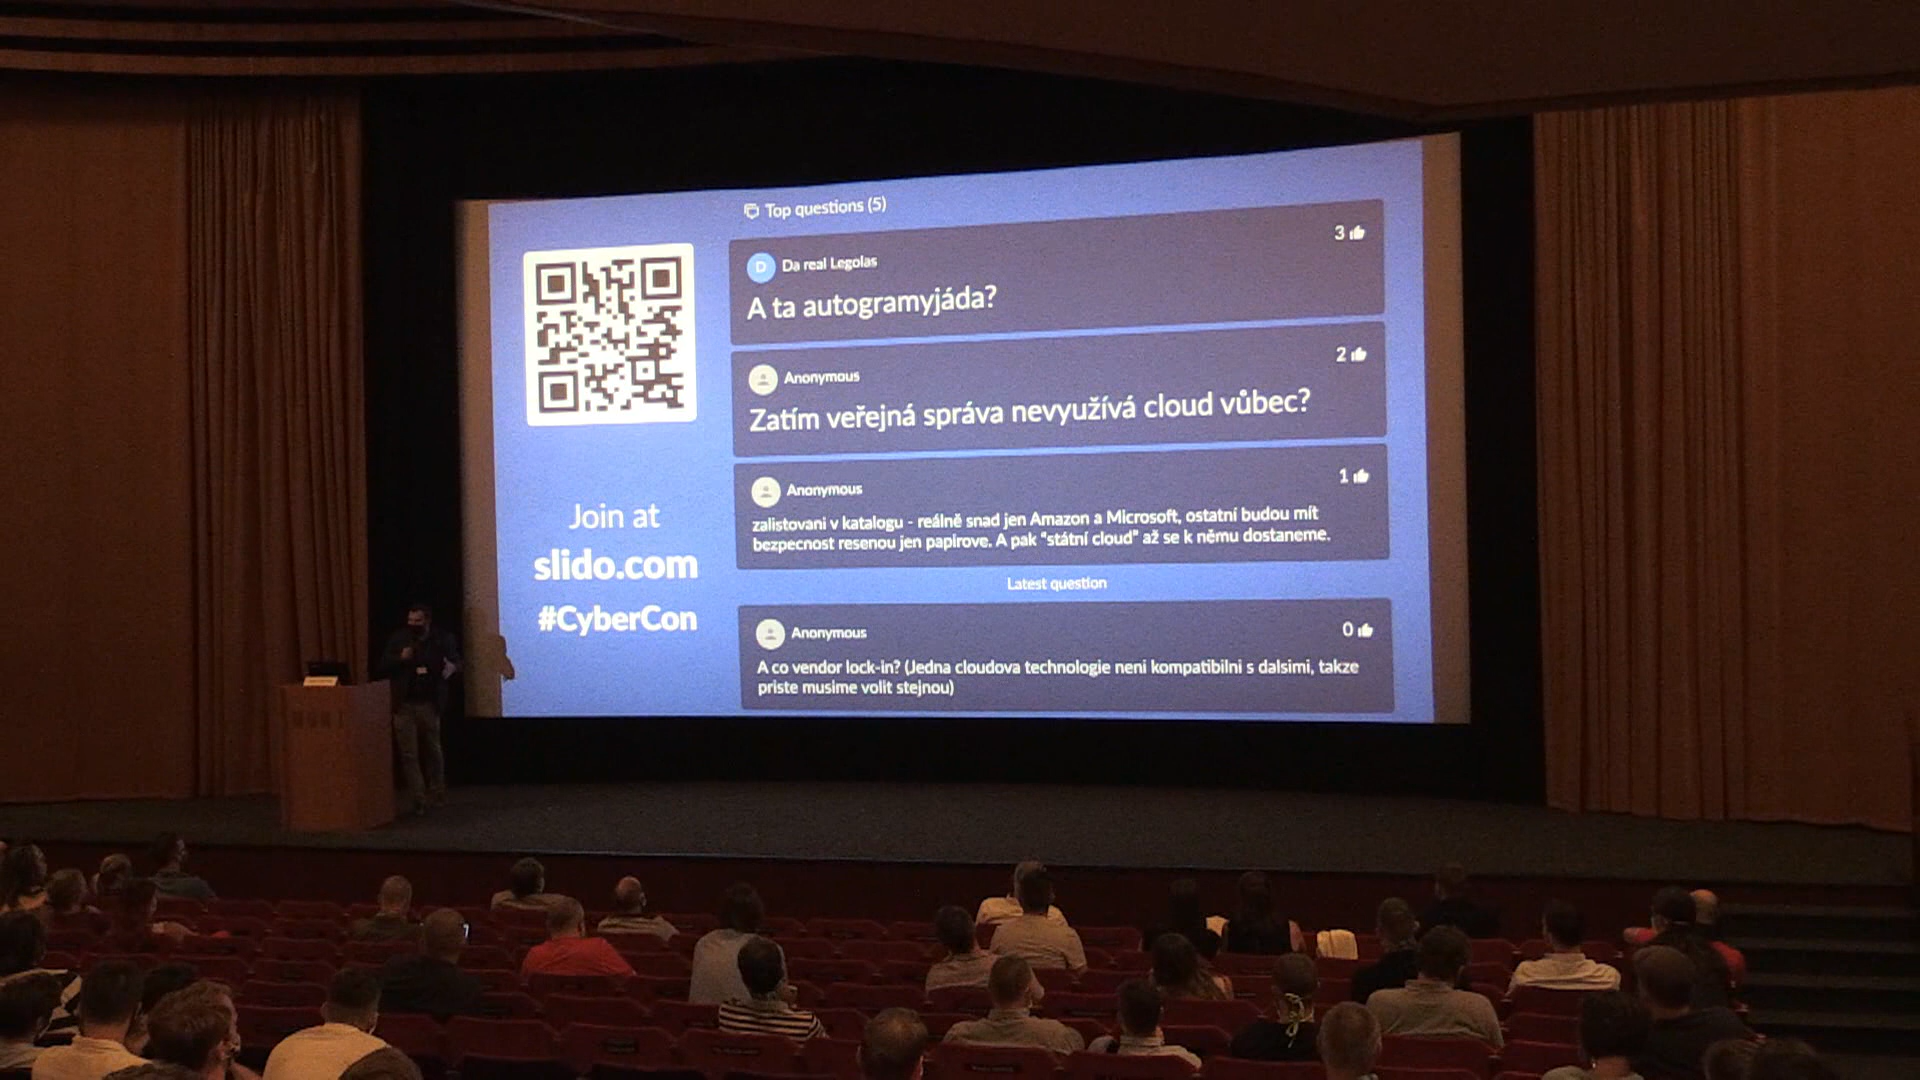 Top questions (5)
Da real Legolas
3
A ta autogramyjáda?
Anonymous
2
Zatím veřejná správa nevyužívá cloud vůbec?
Anonymous
1
zalistovani v katalogu - reálně snad jen Amazon a Microsoft, ostatní budou mít
bezpecnost resenou jen papirove. A pak "státní cloud" až se k němu dostaneme.
Latest question
Anonymous
0
A co vendor lock-in? (Jedna cloudova technologie neni kompatibilni s dalsimi, takze
priste musime volit stejnou)
Join at
slido.com
#CyberCon
D